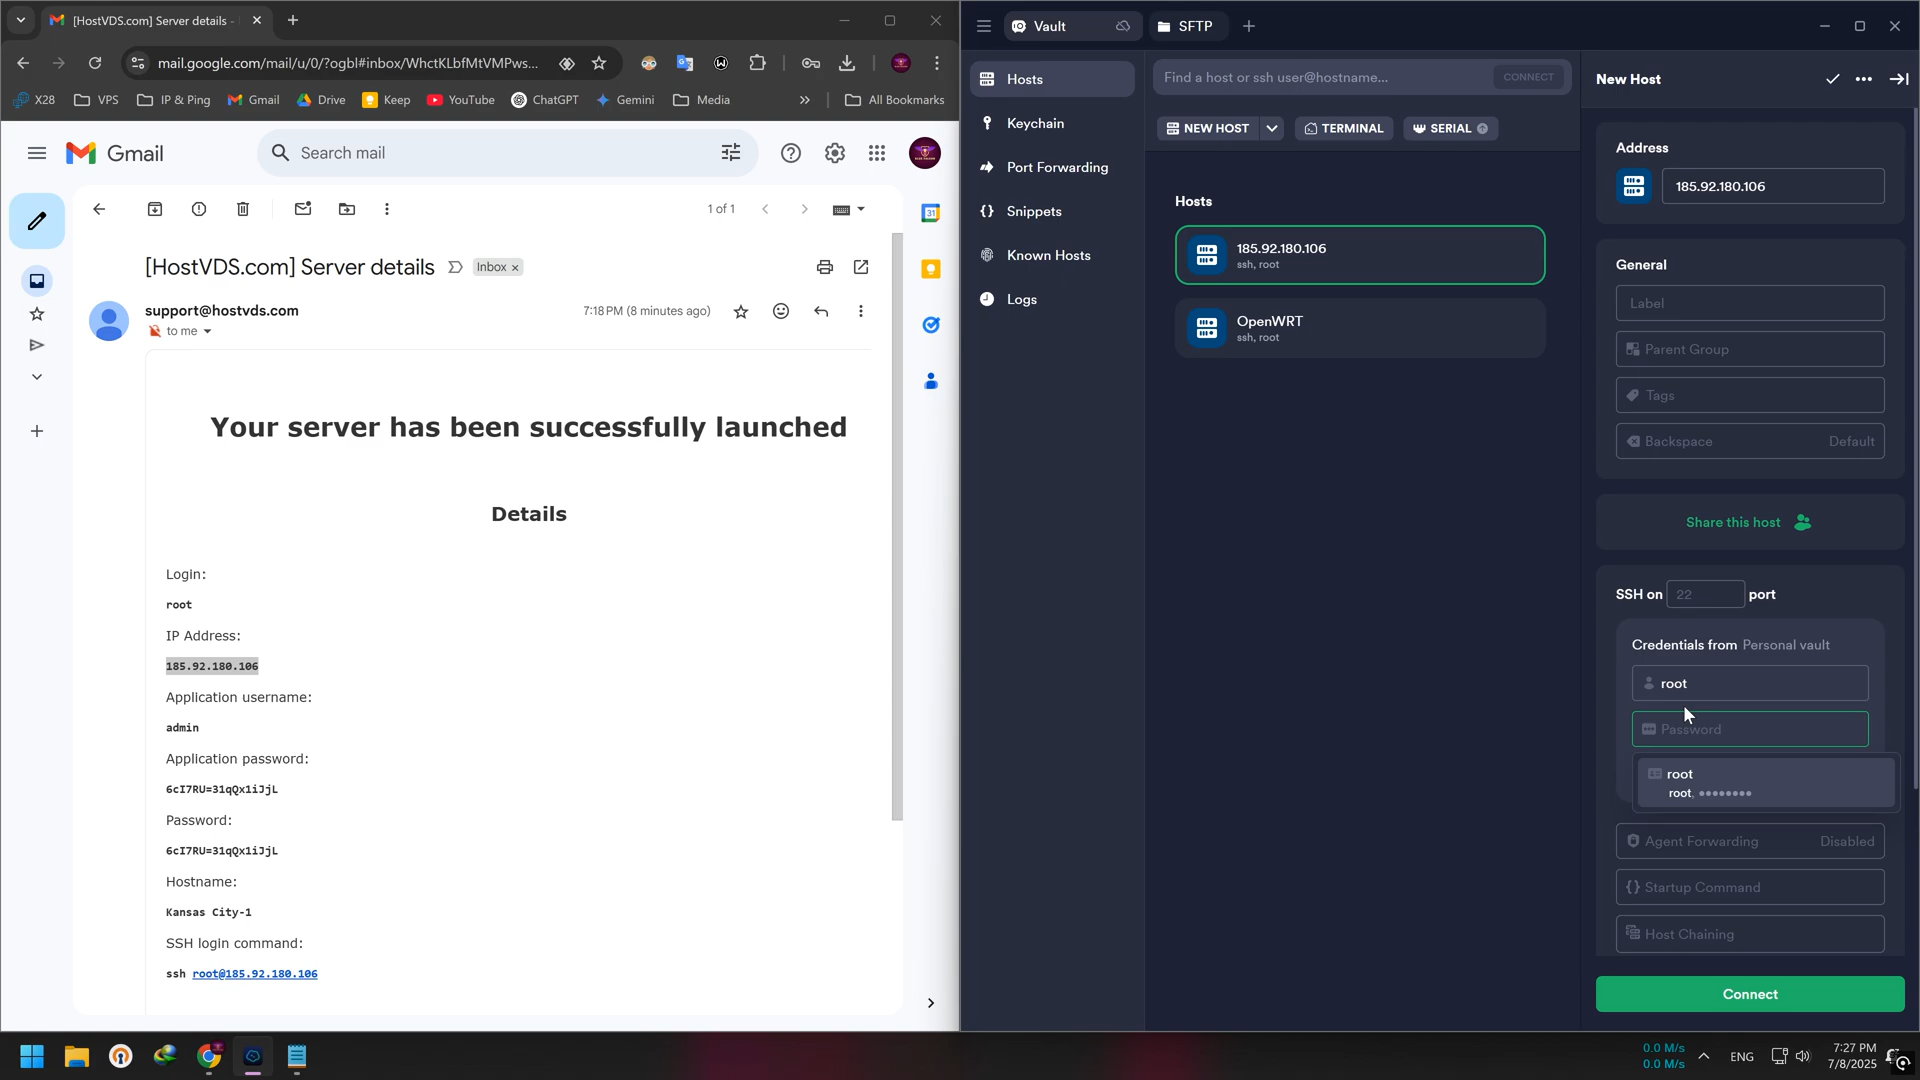 [HostVDS.com] Server details -
mail.google.com/mail/u/0/?ogbl#inbox/WhctKLbfMtVMPws...
X28
VPS
IP & Ping
Gmail
Drive
Keep
YouTube
ChatGPT
Gemini
Media
All Bookmarks
Gmail
Search mail
1 of 1
[HostVDS.com] Server details
Inbox ×
support@hostvds.com
7:18 PM (8 minutes ago)
to me
Your server has been successfully launched
Details
Login:
root
IP Address:
185.92.180.106
Application username:
admin
Application password:
6cI7RU=31qQx1iJjL
Password:
6cI7RU=31qQx1iJjL
Hostname:
Kansas City-1
SSH login command:
ssh root@185.92.180.106
Vault
SFTP
Hosts
Keychain
Port Forwarding
Snippets
Known Hosts
Logs
Find a host or ssh user@hostname...
CONNECT
NEW HOST
TERMINAL
SERIAL
Hosts
185.92.180.106
ssh, root
OpenWRT
ssh, root
New Host
Address
185.92.180.106
General
Label
Parent Group
Tags
Backspace Default
Share this host
SSH on 22 port
Credentials from Personal vault
root
Password
root
root, ••••••••
Agent Forwarding Disabled
Startup Command
Host Chaining
Connect
0.0 M/s
0.0 M/s
ENG
7:27 PM
7/8/2025